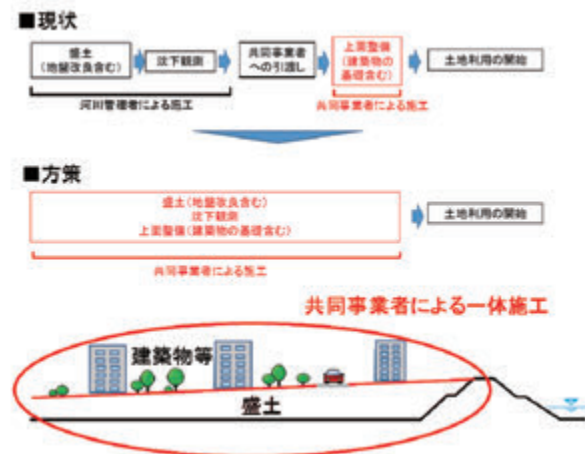 ■現状
盛土
(地盤改良含む)
沈下観測
共同事業者
への引渡し
上面整備
(建築物の
基礎含む)
土地利用の開始
河川管理者による施工
共同事業者による施工
■方策
盛土(地盤改良含む)
沈下観測
上面整備(建築物の基礎含む)
土地利用の開始
共同事業者による施工
共同事業者による一体施工
建築物等
盛土